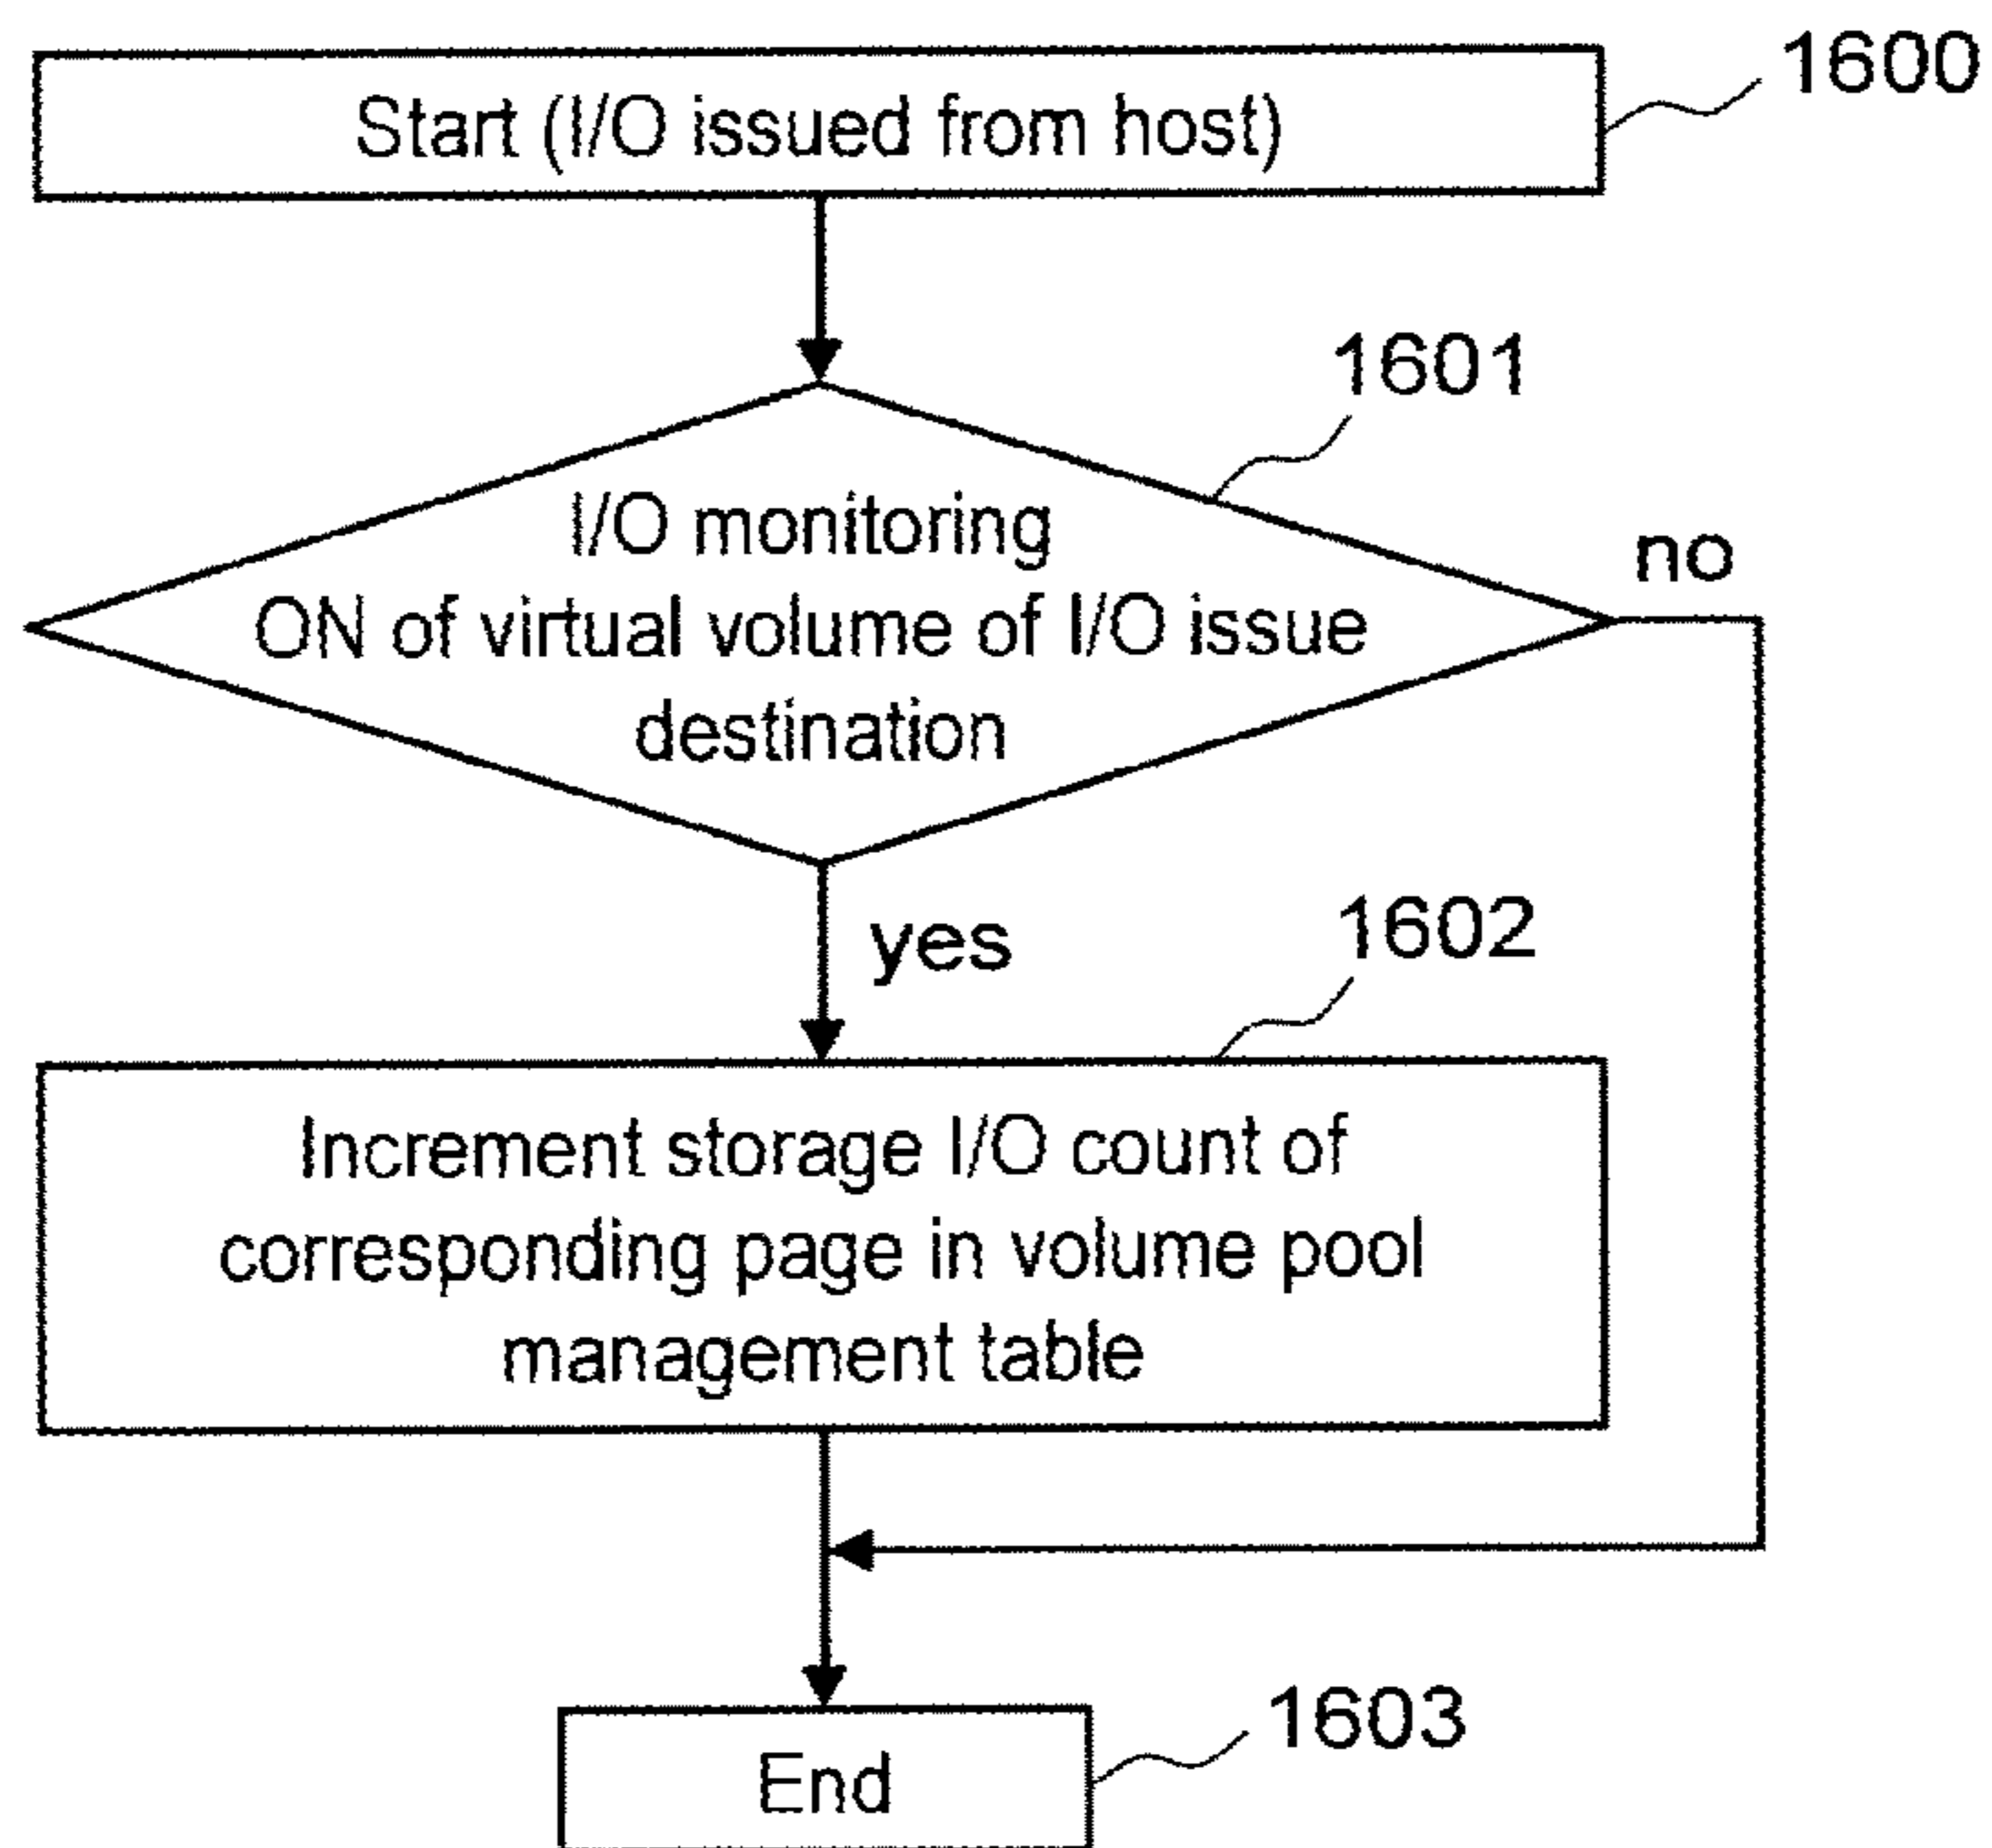 1600
Start (I/O issued from host)
1601
I/O monitoring
ON of virtual volume of I/O issue
destination
no
yes
1602
Increment storage I/O count of
corresponding page in volume pool
management table
1603
End